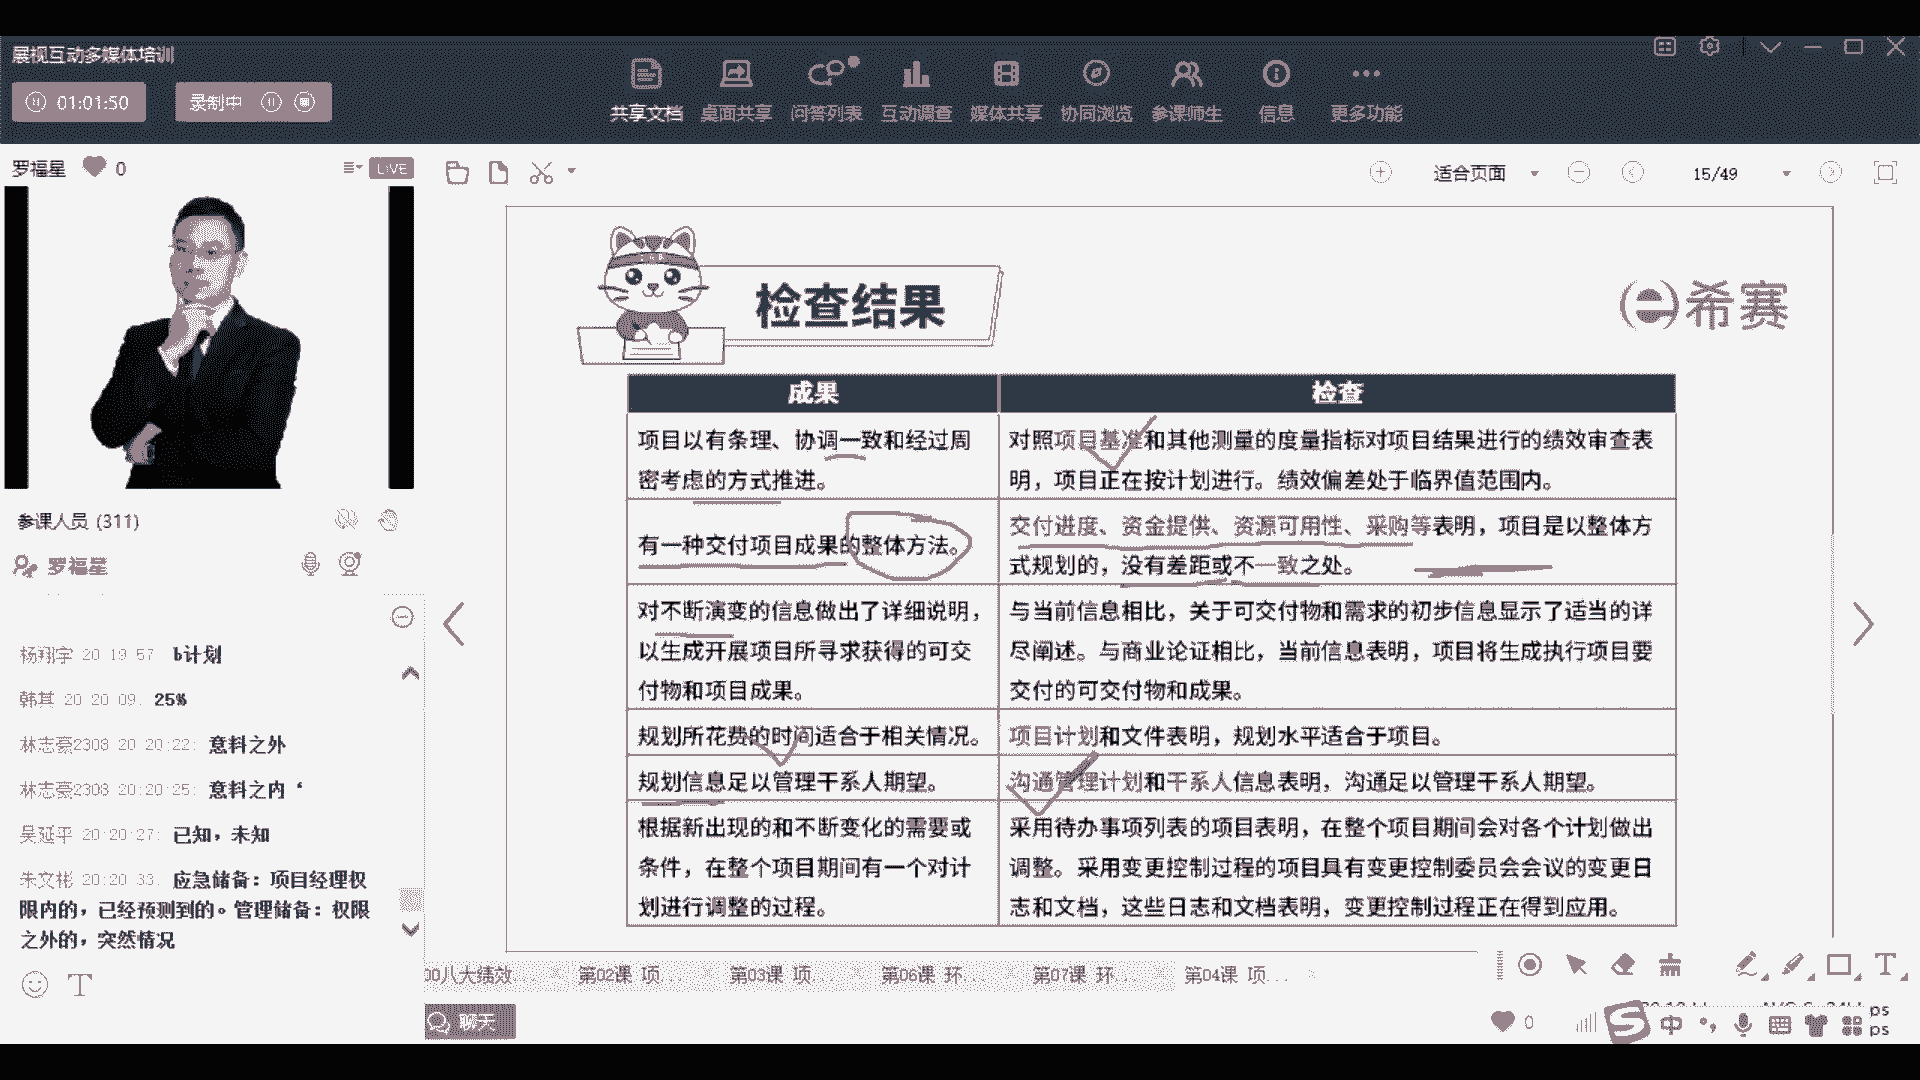 展视互动多媒体培训
01:01:50
录制中
共享文档
桌面共享
问答列表
互动调查
媒体共享
协同浏览
参课师生
信息
更多功能
罗福星 0
LIVE
适合页面
15/49
参课人员 (311)
罗福星
杨翔宇 20:19:57: b计划
韩其 20:20:09: 25%
林志豪2308 20:20:22: 意料之外
林志豪2308 20:20:25: 意料之内 '
吴延平 20:20:27: 已知，未知
朱文彬 20:20:33: 应急储备：项目经理权
限内的，已经预测到的。管理储备：权限
之外的，突然情况
检查结果
希赛
成果
检查
项目以有条理、协调一致和经过周
密考虑的方式推进。
对照项目基准和其他测量的度量指标对项目结果进行的绩效审查表
明，项目正在按计划进行。绩效偏差处于临界值范围内。
有一种交付项目成果的整体方法。
交付进度、资金提供、资源可用性、采购等表明，项目是以整体方
式规划的，没有差距或不一致之处。
对不断演变的信息做出了详细说明，
以生成开展项目所寻求获得的可交
付物和项目成果。
与当前信息相比，关于可交付物和需求的初步信息显示了适当的详
尽阐述。与商业论证相比，当前信息表明，项目将生成执行项目要
交付的可交付物和成果。
规划所花费的时间适合于相关情况。
项目计划和文件表明，规划水平适合于项目。
规划信息足以管理干系人期望。
沟通管理计划和干系人信息表明，沟通足以管理干系人期望。
根据新出现的和不断变化的需要或
条件，在整个项目期间有一个对计
划进行调整的过程。
采用待办事项列表的项目表明，在整个项目期间会对各个计划做出
调整。采用变更控制过程的项目具有变更控制委员会会议的变更日
志和文档，这些日志和文档表明，变更控制过程正在得到应用。
00八大绩效...
第02课 项...
第03课 项...
第06课 环...
第07课 环...
第04课 项...
聊天
0
中
ps
ps